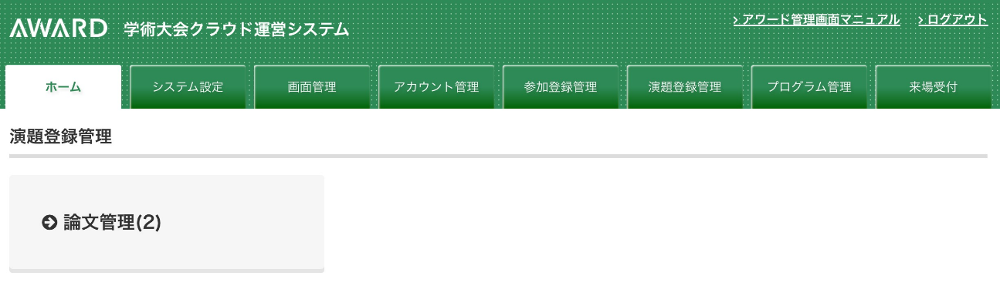 AWARD 学術大会クラウド運営システム
アワード管理画面マニュアル ログアウト
ホーム システム設定 画面管理 アカウント管理 参加登録管理 演題登録管理 プログラム管理 来場受付
演題登録管理
論文管理(2)